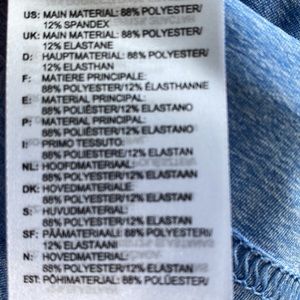 US: MAIN MATERIAL: 88% POLYESTER/
12% SPANDEX
UK: MAIN MATERIAL: 88% POLYESTER/
12% ELASTANE
D: HAUPTMATERIAL: 88% POLYESTER/
12% ELASTHAN
F: MATIERE PRINCIPALE:
88% POLYESTER/12% ÉLASTHANNE
E: MATERIAL PRINCIPAL:
88% POLIÉSTER/12% ELASTANO
P: MATERIAL PRINCIPAL:
88% POLIÉSTER/12% ELASTANO
I: PRIMO TESSUTO:
88% POLIESTERE/12% ELASTAN
NL: HOOFDMATERIAAL:
88% POLYESTER/12% ELASTAAN
DK: HOVEDMATERIALE:
88% POLYESTER/12% ELASTAN
S: HUVUDMATERIAL:
88% POLYESTER/12% ELASTAN
SF: PÄÄMATERIAALI: 88% POLYESTERI/
12% ELASTAANI
N: HOVEDMATERIALE:
88% POLYESTER/12% ELASTAN
EST: PÕHIMATERJAL: 88% POLÜESTER/